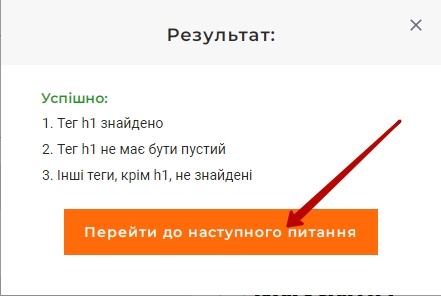 Результат:
Успішно:
1. Тег h1 знайдено
2. Тег h1 не має бути пустий
3. Інші теги, крім h1, не знайдені
Перейти до наступного питання